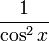 1
cos² x